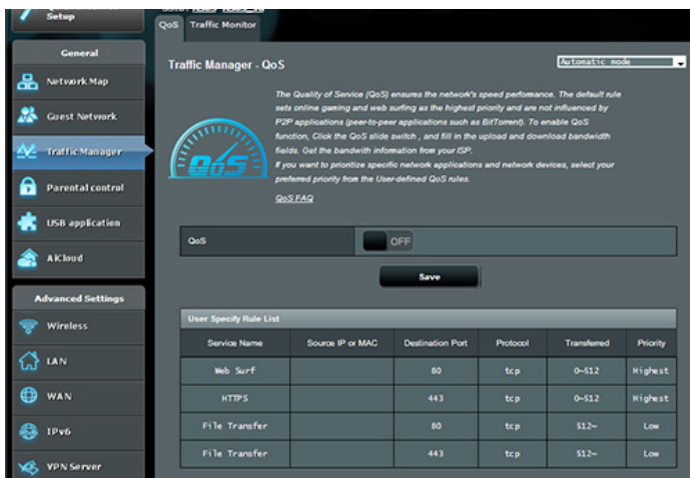 Setup
QoS
Traffic Monitor
General
Network Map
Guest Network
Traffic Manager
Parental control
USB application
AiCloud
Advanced Settings
Wireless
LAN
WAN
IPv6
VPN Server
Traffic Manager - QoS
Automatic mode
The Quality of Service (QoS) ensures the network's speed performance. The default rule
sets online gaming and web surfing as the highest priority and are not influenced by
P2P applications (peer-to-peer applications such as BitTorrent). To enable QoS
function, Click the QoS slide switch , and fill in the upload and download bandwidth
fields. Get the bandwidth information from your ISP.
If you want to prioritize specific network applications and network devices, select your
preferred priority from the User-defined QoS rules.
QoS FAQ
QoS
QoS
OFF
Save
User Specify Rule List
Service Name Source IP or MAC Destination Port Protocol Transferred Priority
Web Surf 80 tcp 0~512 Highest
HTTPS 443 tcp 0~512 Highest
File Transfer 80 tcp 512~ Low
File Transfer 443 tcp 512~ Low